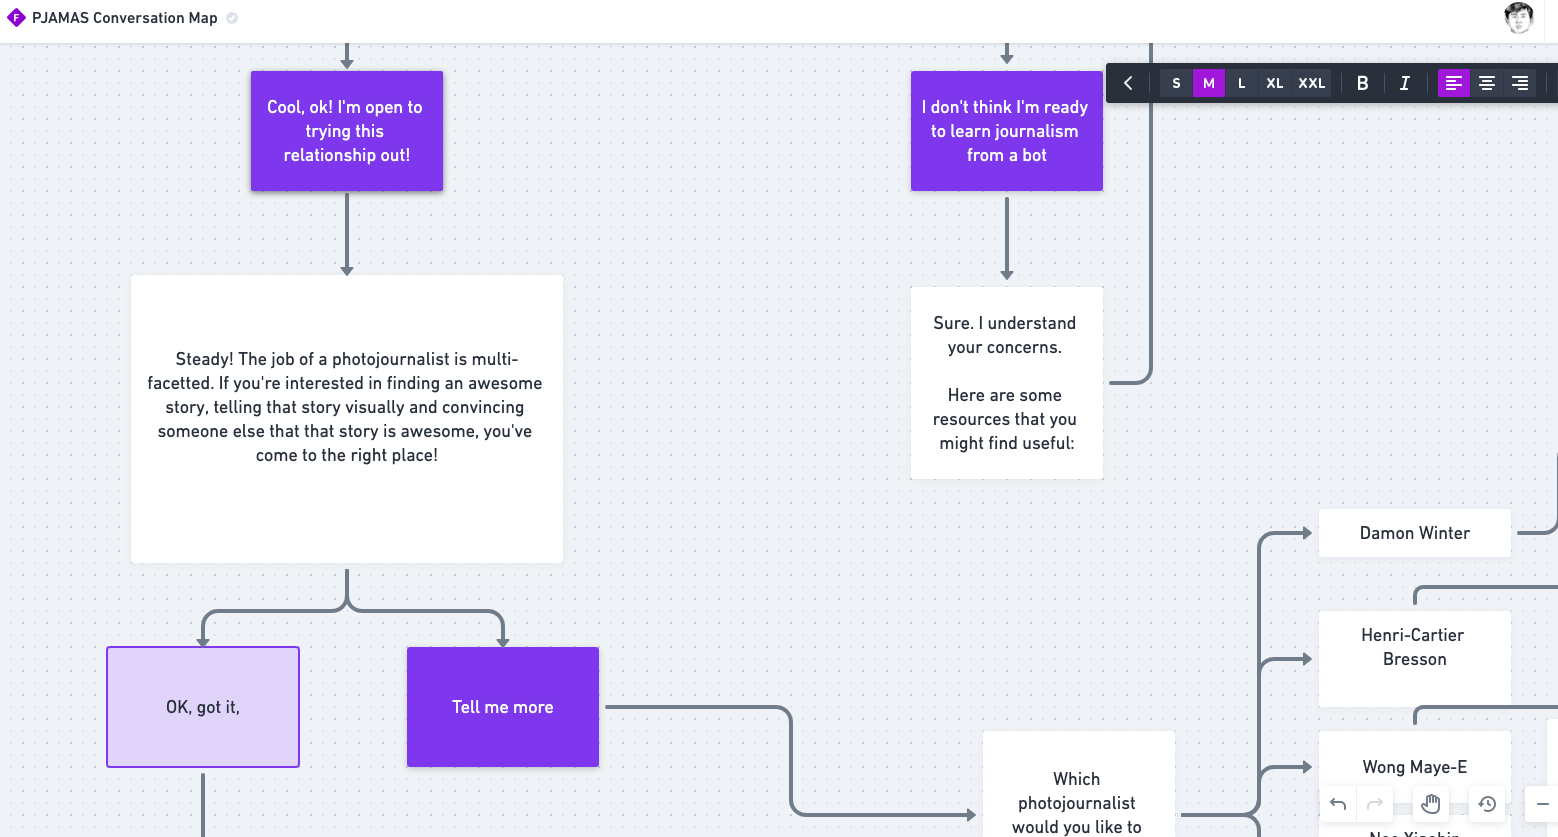 PJAMAS Conversation Map
S M L XL XXL B I
Cool, ok! I'm open to
trying this
relationship out!
I don't think I'm ready
to learn journalism
from a bot
Steady! The job of a photojournalist is multi-
facetted. If you're interested in finding an awesome
story, telling that story visually and convincing
someone else that that story is awesome, you've
come to the right place!
Sure. I understand
your concerns.
Here are some
resources that you
might find useful:
OK, got it,
Tell me more
Which
photojournalist
would you like to
Damon Winter
Henri-Cartier
Bresson
Wong Maye-E